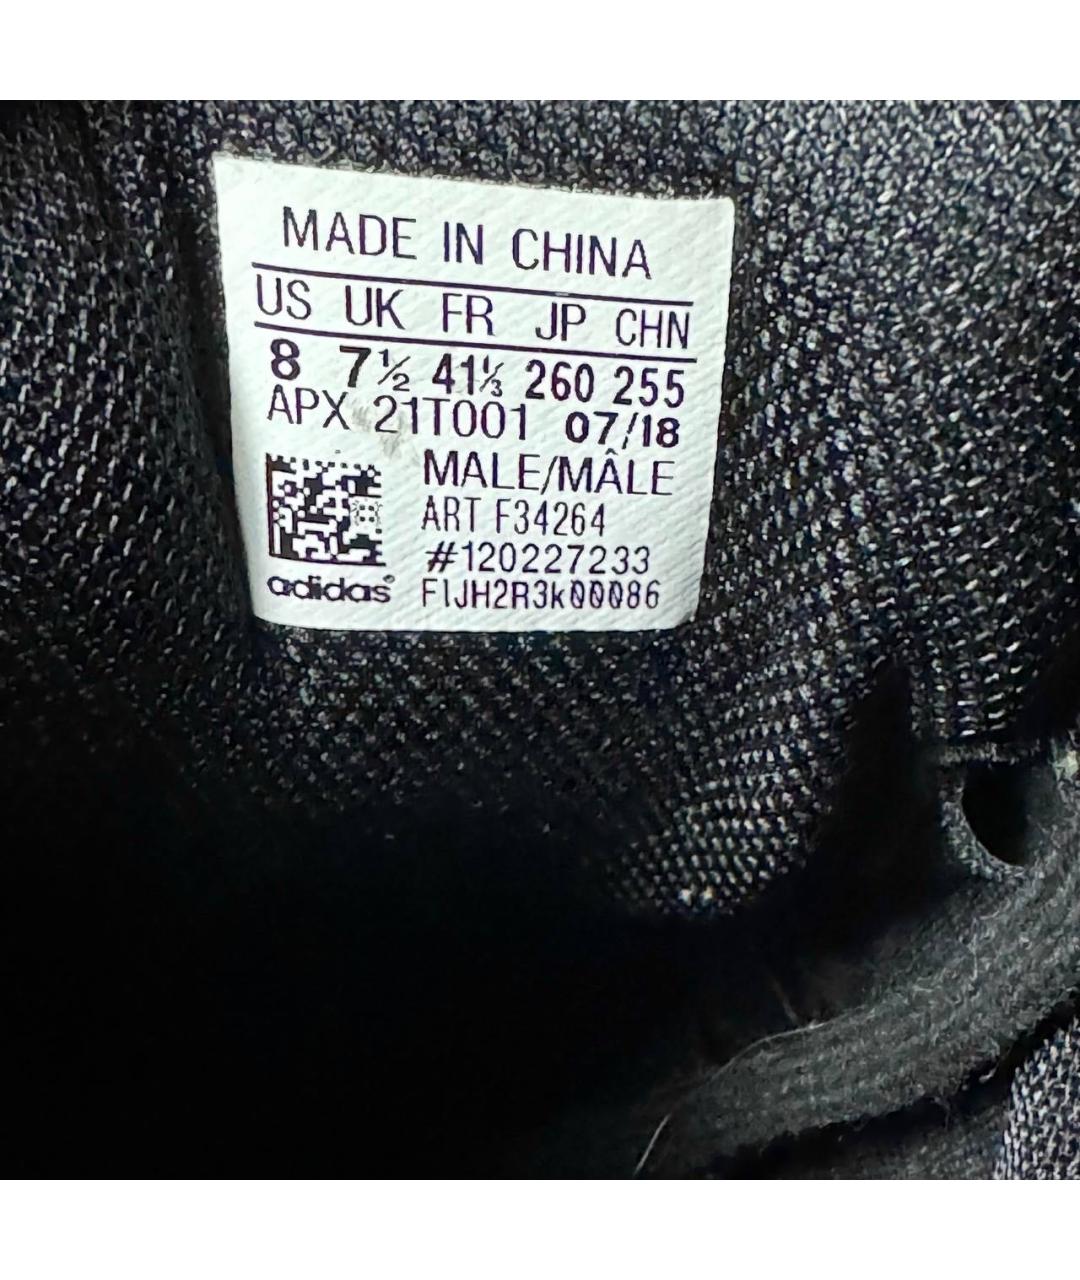 MADE IN CHINA
US UK FR JP CHN
8 7½ 41⅓ 260 255
APX 21T001 07/18
MALE/MÂLE
ART F34264
#120227233
adidas® FIJH2R3k00086